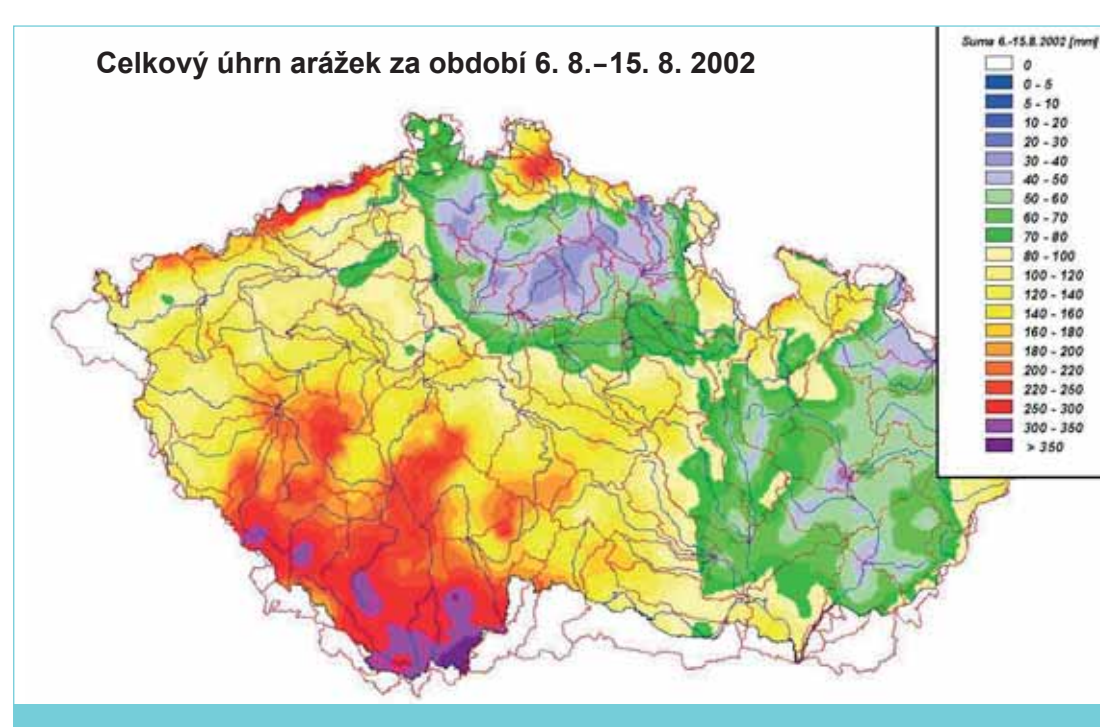 Celkový úhrn arážek za období 6. 8.–15. 8. 2002
Suma 6.-15.8.2002 [mm]
0
0 - 5
5 - 10
10 - 20
20 - 30
30 - 40
40 - 50
50 - 60
60 - 70
70 - 80
80 - 100
100 - 120
120 - 140
140 - 160
160 - 180
180 - 200
200 - 220
220 - 250
250 - 300
300 - 350
> 350